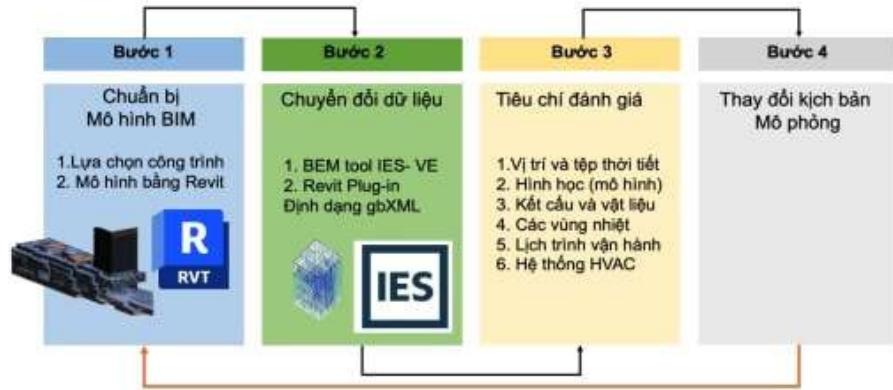 Bước 1
Chuẩn bị
Mô hình BIM
1.Lựa chọn công trình
2. Mô hình bằng Revit
R
RVT
Bước 2
Chuyển đổi dữ liệu
1. BEM tool IES- VE
2. Revit Plug-in
Định dạng gbXML
IES
Bước 3
Tiêu chí đánh giá
1.Vị trí và tệp thời tiết
2. Hình học (mô hình)
3. Kết cấu và vật liệu
4. Các vùng nhiệt
5. Lịch trình vận hành
6. Hệ thống HVAC
Bước 4
Thay đổi kịch bản
Mô phỏng